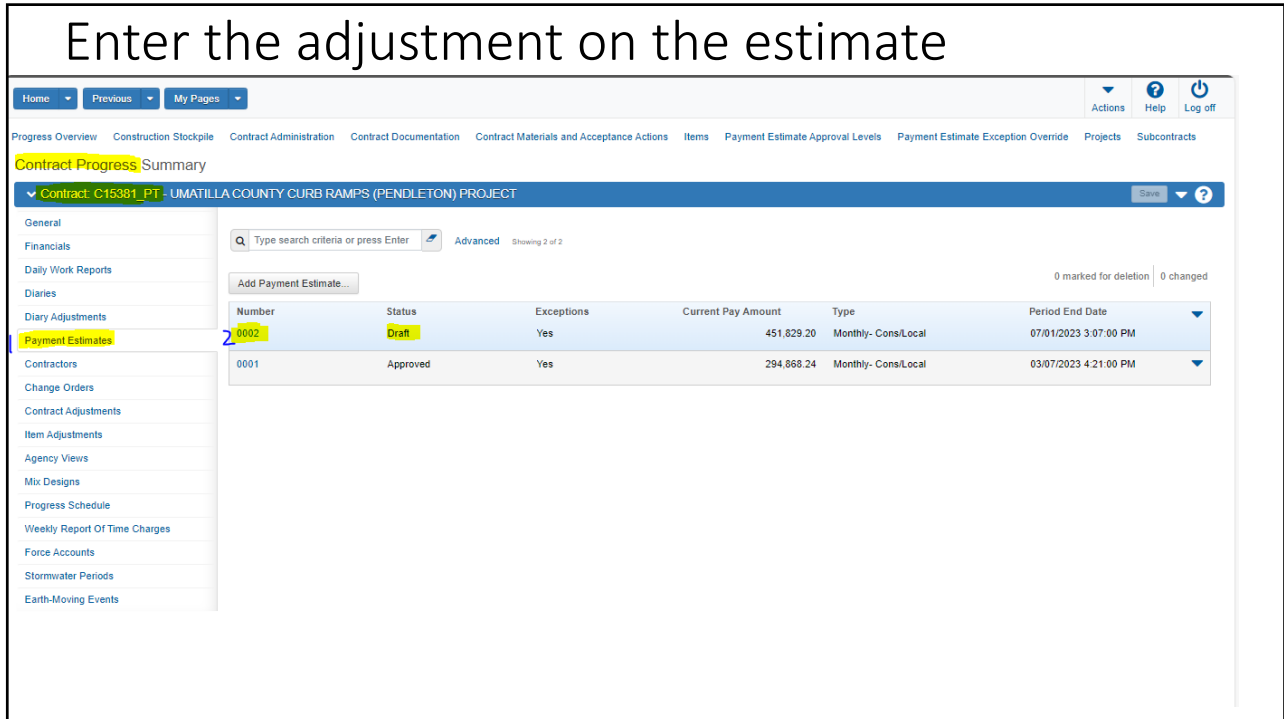 Enter the adjustment on the estimate
Home Previous My Pages
Actions Help Log off
Progress Overview Construction Stockpile Contract Administration Contract Documentation Contract Materials and Acceptance Actions Items Payment Estimate Approval Levels Payment Estimate Exception Override Projects Subcontracts
Contract Progress Summary
Contract: C15381_PT - UMATILLA COUNTY CURB RAMPS (PENDLETON) PROJECT Save ?
General
Financials
Daily Work Reports
Diaries
Diary Adjustments
1 Payment Estimates
Contractors
Change Orders
Contract Adjustments
Item Adjustments
Agency Views
Mix Designs
Progress Schedule
Weekly Report Of Time Charges
Force Accounts
Stormwater Periods
Earth-Moving Events
Type search criteria or press Enter Advanced Showing 2 of 2
Add Payment Estimate... 0 marked for deletion 0 changed
Number Status Exceptions Current Pay Amount Type Period End Date
2 0002 Draft Yes 451,829.20 Monthly- Cons/Local 07/01/2023 3:07:00 PM
0001 Approved Yes 294,868.24 Monthly- Cons/Local 03/07/2023 4:21:00 PM